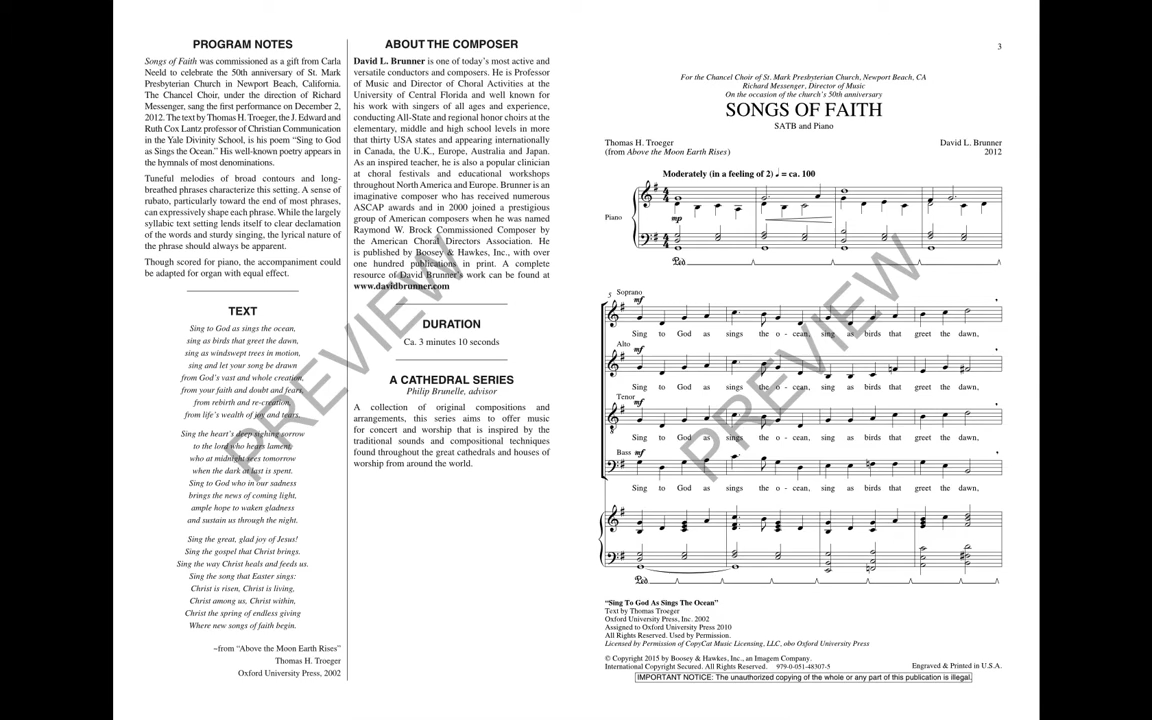 PROGRAM NOTES
Songs of Faith was commissioned as a gift from Carla
Neeld to celebrate the 50th anniversary of St. Mark
Presbyterian Church in Newport Beach, California.
The Chancel Choir, under the direction of Richard
Messenger, sang the first performance on December 2,
2012. The text by Thomas H. Troeger, the J. Edward and
Ruth Cox Lantz professor of Christian Communication
in the Yale Divinity School, is his poem “Sing to God
as Sings the Ocean.” His well-known poetry appears in
the hymnals of most denominations.
Tuneful melodies of broad contours and long-
breathed phrases characterize this setting. A sense of
rubato, particularly toward the end of most phrases,
can expressively shape each phrase. While the largely
syllabic text setting lends itself to clear declamation
of the words and sturdy singing, the lyrical nature of
the phrase should always be apparent.
Though scored for piano, the accompaniment could
be adapted for organ with equal effect.
TEXT
Sing to God as sings the ocean,
sing as birds that greet the dawn,
sing as windswept trees in motion,
sing and let your song be drawn
from God's vast and whole creation,
from your faith and doubt and fears,
from rebirth and re-creation,
from life's wealth of joy and tears.
Sing the heart's deep sighing sorrow
to the lord who hears lament,
who at midnight sees tomorrow
when the dark at last is spent.
Sing to God who in our sadness
brings the news of coming light,
ample hope to waken gladness
and sustain us through the night.
Sing the great, glad joy of Jesus!
Sing the gospel that Christ brings.
Sing the way Christ heals and feeds us.
Sing the song that Easter sings:
Christ is risen, Christ is living,
Christ among us, Christ within,
Christ the spring of endless giving
Where new songs of faith begin.
–from “Above the Moon Earth Rises”
Thomas H. Troeger
Oxford University Press, 2002
ABOUT THE COMPOSER
David L. Brunner is one of today's most active and
versatile conductors and composers. He is Professor
of Music and Director of Choral Activities at the
University of Central Florida and well known for
his work with singers of all ages and experience,
conducting All-State and regional honor choirs at the
elementary, middle and high school levels in more
that thirty USA states and appearing internationally
in Canada, the U.K., Europe, Australia and Japan.
As an inspired teacher, he is also a popular clinician
at choral festivals and educational workshops
throughout North America and Europe. Brunner is an
imaginative composer who has received numerous
ASCAP awards and in 2000 joined a prestigious
group of American composers when he was named
Raymond W. Brock Commissioned Composer by
the American Choral Directors Association. He
is published by Boosey & Hawkes, Inc., with over
one hundred publications in print. A complete
resource of David Brunner's work can be found at
www.davidbrunner.com
DURATION
Ca. 3 minutes 10 seconds
A CATHEDRAL SERIES
Philip Brunelle, advisor
A collection of original compositions and
arrangements, this series aims to offer music
for concert and worship that is inspired by the
traditional sounds and compositional techniques
found throughout the great cathedrals and houses of
worship from around the world.
PREVIEW
3
For the Chancel Choir of St. Mark Presbyterian Church, Newport Beach, CA
Richard Messenger, Director of Music
On the occasion of the church's 50th anniversary
SONGS OF FAITH
SATB and Piano
Thomas H. Troeger
(from Above the Moon Earth Rises)
David L. Brunner
2012
Moderately (in a feeling of 2) ♩ = ca. 100
Piano
mp
Ped
5
Soprano
mf
Sing to God as sings the o - cean, sing as birds that greet the dawn,
Alto
mf
Sing to God as sings the o - cean, sing as birds that greet the dawn,
Tenor
mf
Sing to God as sings the o - cean, sing as birds that greet the dawn,
Bass mf
Sing to God as sings the o - cean, sing as birds that greet the dawn,
Ped
PREVIEW
“Sing To God As Sings The Ocean”
Text by Thomas Troeger
Oxford University Press, Inc. 2002
Assigned to Oxford University Press 2010
All Rights Reserved. Used by Permission.
Licensed by Permission of CopyCat Music Licensing, LLC, obo Oxford University Press
© Copyright 2015 by Boosey & Hawkes, Inc., an Imagem Company.
International Copyright Secured. All Rights Reserved. 979-0-051-48307-5
Engraved & Printed in U.S.A.
IMPORTANT NOTICE: The unauthorized copying of the whole or any part of this publication is illegal.